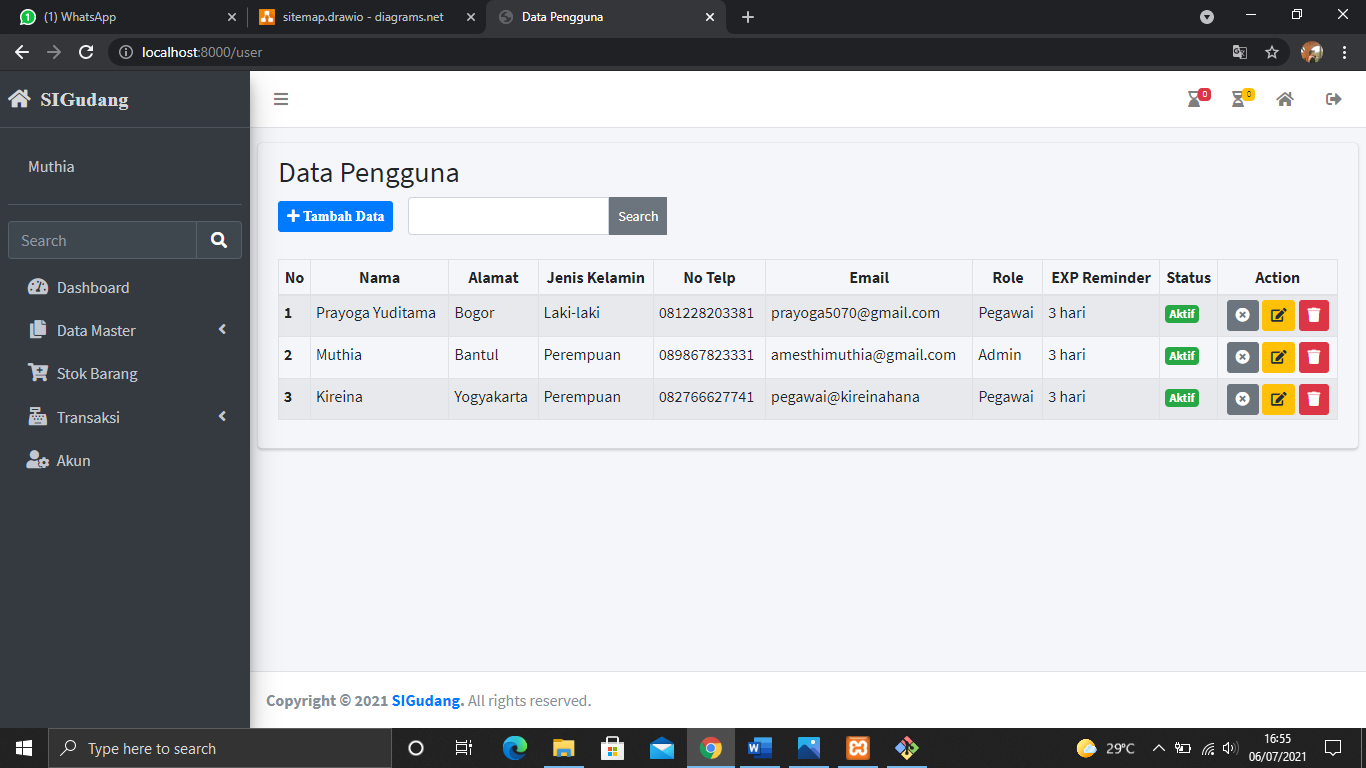 (1) WhatsApp
sitemap.drawio - diagrams.net
Data Pengguna
localhost:8000/user
SIGudang
0
0
Muthia
Search
Dashboard
Data Master
Stok Barang
Transaksi
Akun
Data Pengguna
Tambah Data
Search
No Nama Alamat Jenis Kelamin No Telp Email Role EXP Reminder Status Action
1 Prayoga Yuditama Bogor Laki-laki 081228203381 prayoga5070@gmail.com Pegawai 3 hari Aktif
2 Muthia Bantul Perempuan 089867823331 amesthimuthia@gmail.com Admin 3 hari Aktif
3 Kireina Yogyakarta Perempuan 082766627741 pegawai@kireinahana Pegawai 3 hari Aktif
Copyright © 2021 SIGudang. All rights reserved.
Type here to search
29°C
16:55
06/07/2021